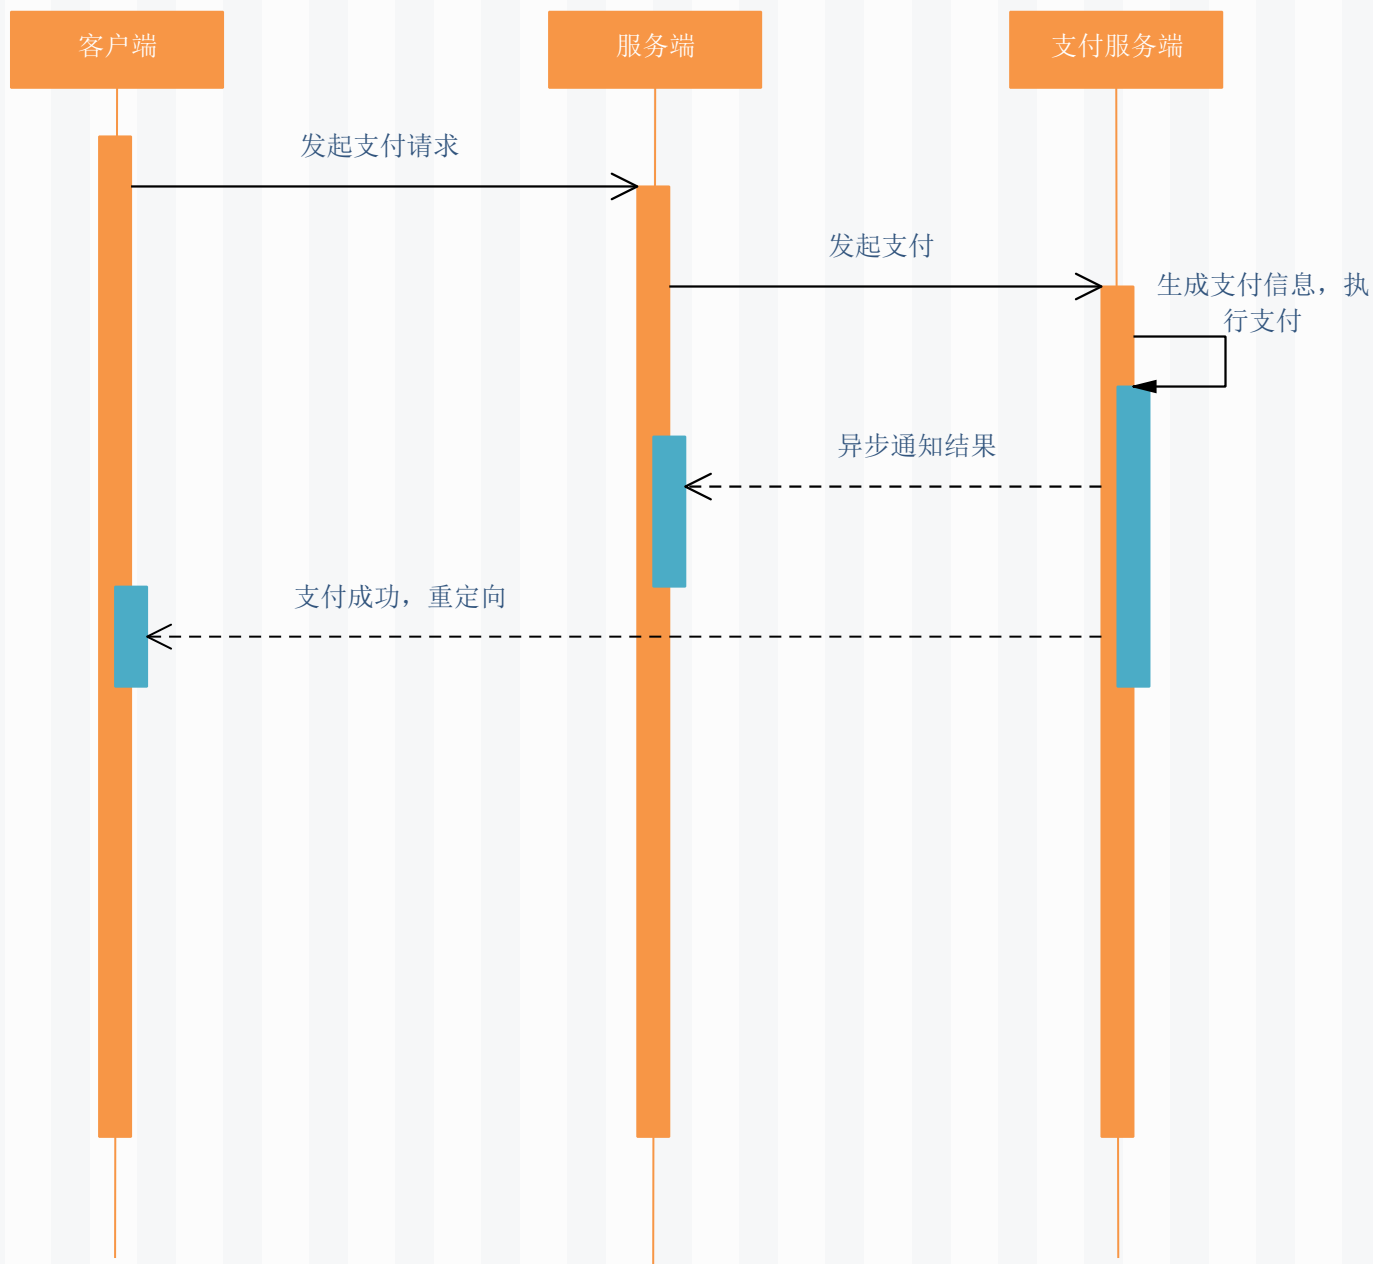 客户端
服务端
支付服务端
发起支付请求
发起支付
生成支付信息，执
行支付
异步通知结果
支付成功，重定向